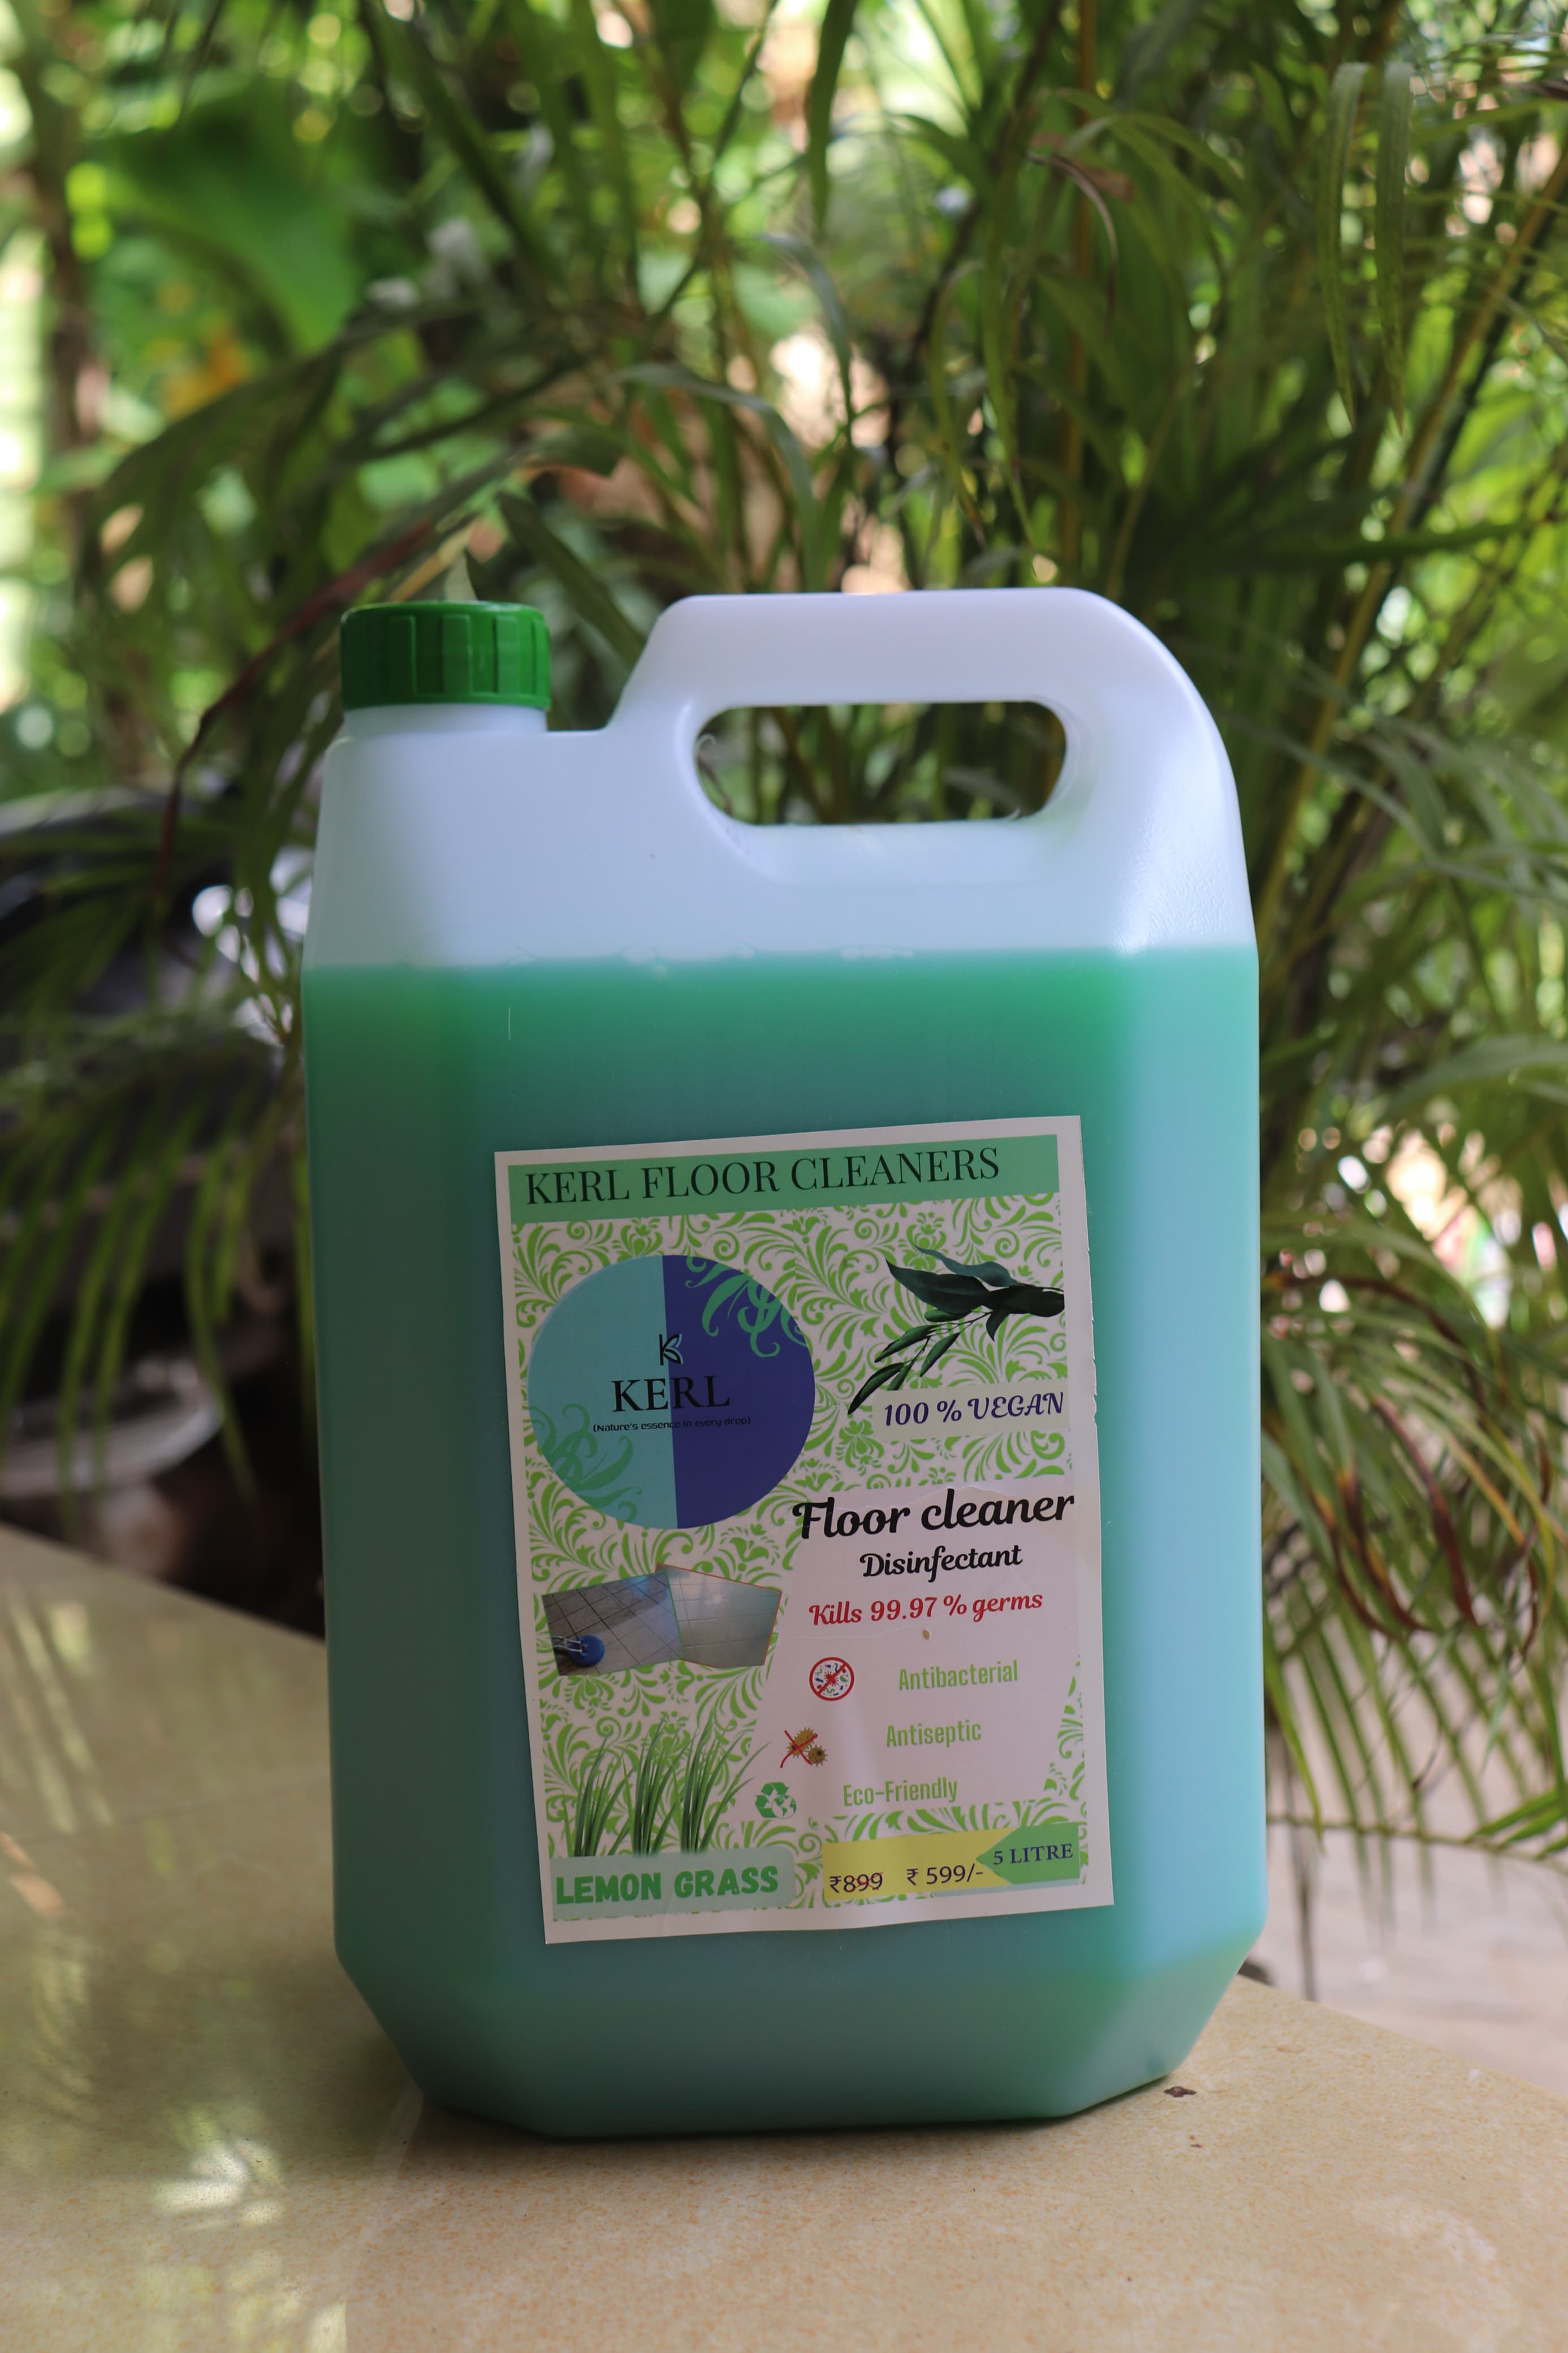 KERL FLOOR CLEANERS
KERL
(Nature's essence in every drop)
100 % VEGAN
Floor cleaner
Disinfectant
Kills 99.97 % germs
Antibacterial
Antiseptic
Eco-Friendly
LEMON GRASS
₹899 ₹ 599/- 5 LITRE